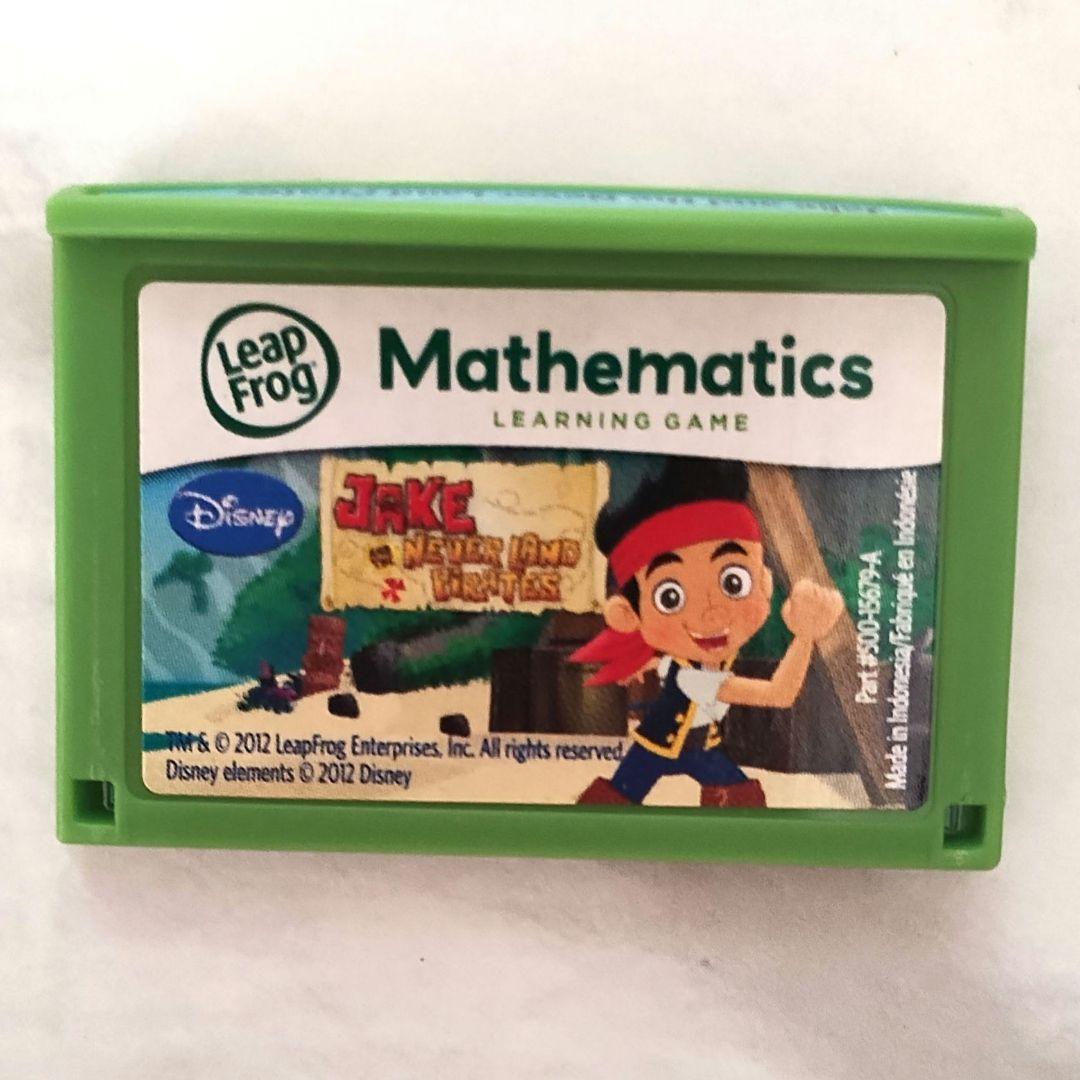 Leap
Frog
Mathematics
LEARNING GAME
Disney
JAKE
NEVER LAND
PIRATES
TM & © 2012 LeapFrog Enterprises, Inc. All rights reserved.
Disney elements © 2012 Disney
Part #500-15679-A
Made in Indonesia/Fabriqué en Indonésie